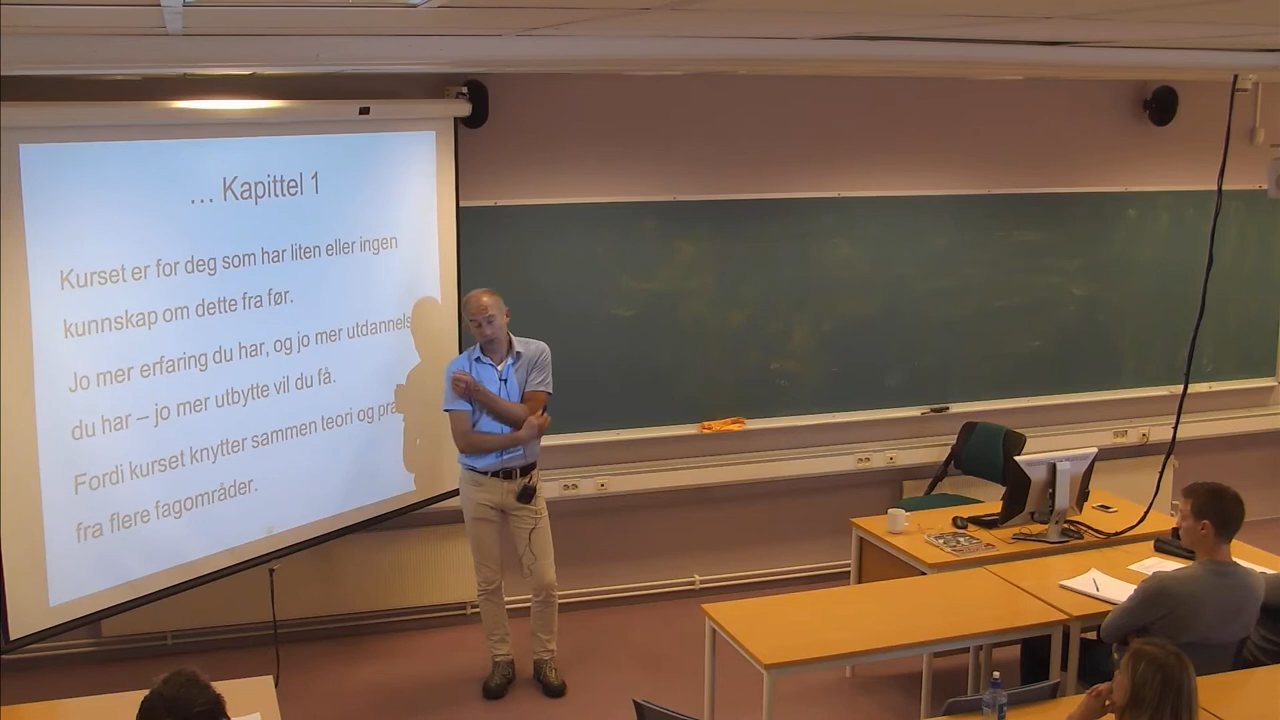 ... Kapittel 1
Kurset er for deg som har liten eller ingen
kunnskap om dette fra før.
Jo mer erfaring du har, og jo mer utdannels
du har – jo mer utbytte vil du få.
Fordi kurset knytter sammen teori og pra
fra flere fagområder.